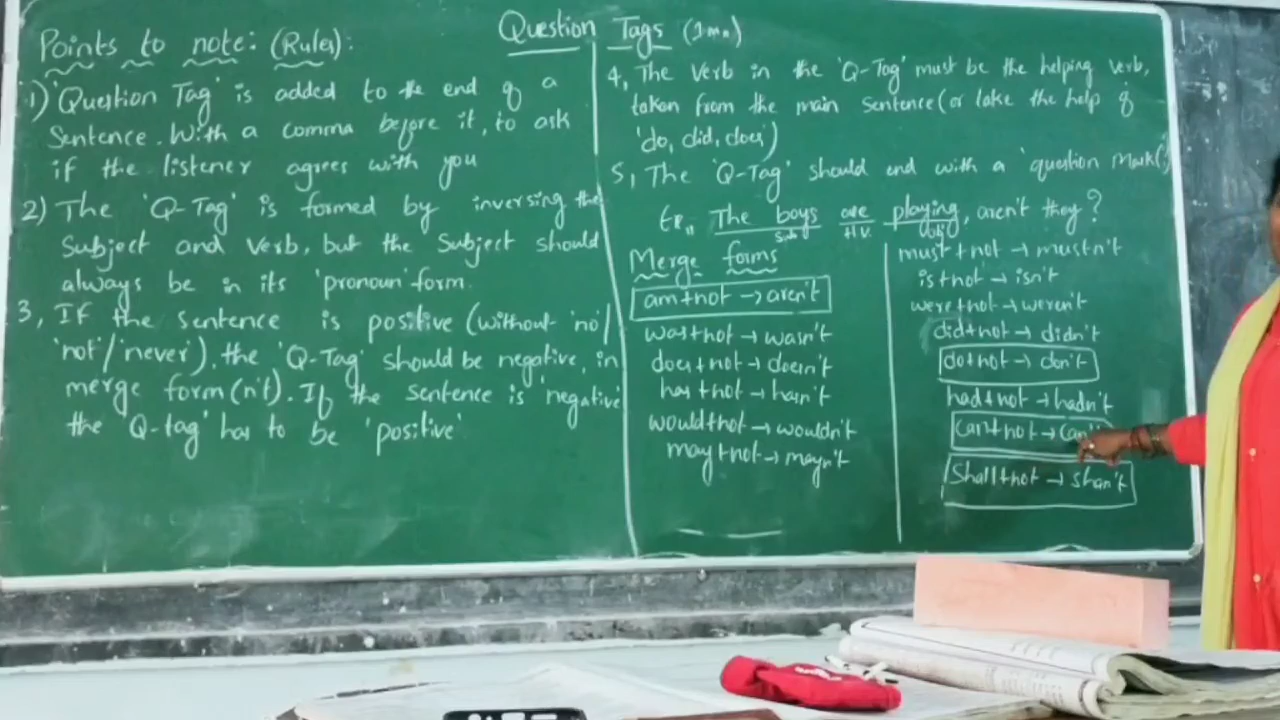 Question Tags (1m)
Points to note: (Rules):
1) 'Question Tag' is added to the end of a
Sentence. With a comma before it, to ask
if the listener agrees with you
2) The 'Q-Tag' is formed by inversing the
Subject and verb, but the Subject should
always be in its 'pronoun' form.
3, If the sentence is positive (without 'no'/
'not'/'never'), the 'Q-Tag' should be negative, in
merge form (n't). If the sentence is 'negative'
the 'Q-tag' has to be 'positive'
4, The verb in the 'Q-Tag' must be the helping verb,
taken from the main sentence (or take the help of
'do, did, does)
5, The 'Q-Tag' should end with a 'question mark(?)
Ex,, The boys are playing, aren't they?
Sub H.V. Obj
Merge forms
am+not → aren't
was+not → wasn't
does+not → doesn't
has+not → hasn't
would+not → wouldn't
may+not → mayn't
must+not → mustn't
is+not → isn't
were+not → weren't
did+not → didn't
do+not → don't
had+not → hadn't
can+not →
Shall+not → shan't